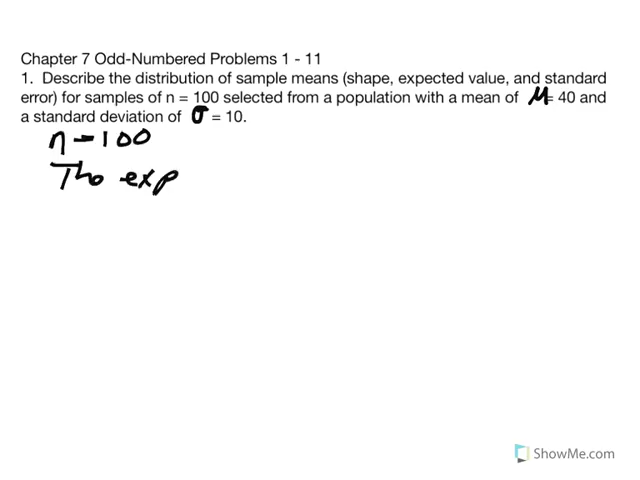 Chapter 7 Odd-Numbered Problems 1 - 11
1. Describe the distribution of sample means (shape, expected value, and standard
error) for samples of n = 100 selected from a population with a mean of μ = 40 and
a standard deviation of σ = 10.
n = 100
The exp
ShowMe.com